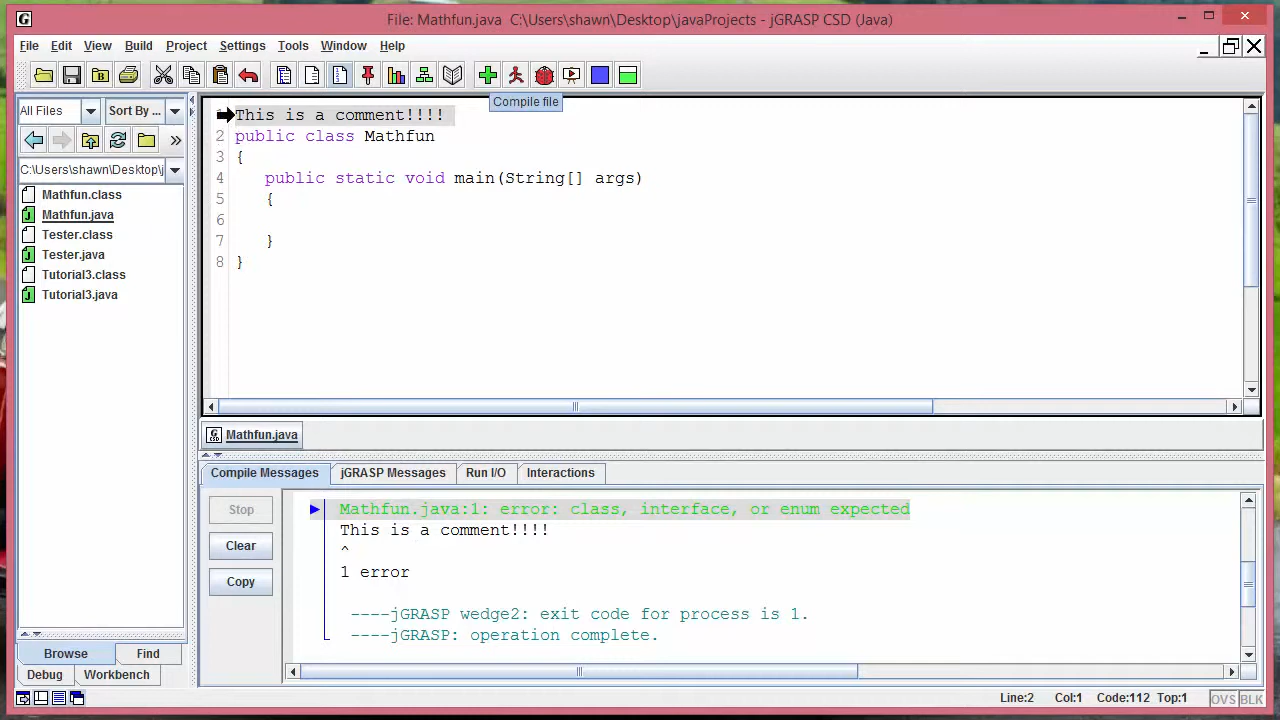 File: Mathfun.java  C:\Users\shawn\Desktop\javaProjects - jGRASP CSD (Java)
File Edit View Build Project Settings Tools Window Help
All Files Sort By ...
Compile file
C:\Users\shawn\Desktop\j
Mathfun.class
Mathfun.java
Tester.class
Tester.java
Tutorial3.class
Tutorial3.java
This is a comment!!!!
2 public class Mathfun
3 {
4 public static void main(String[] args)
5 {
6
7 }
8 }
Mathfun.java
Compile Messages jGRASP Messages Run I/O Interactions
Stop
Clear
Copy
Mathfun.java:1: error: class, interface, or enum expected
This is a comment!!!!
^
1 error
----jGRASP wedge2: exit code for process is 1.
----jGRASP: operation complete.
Browse Find
Debug Workbench
Line:2 Col:1 Code:112 Top:1 OVS BLK